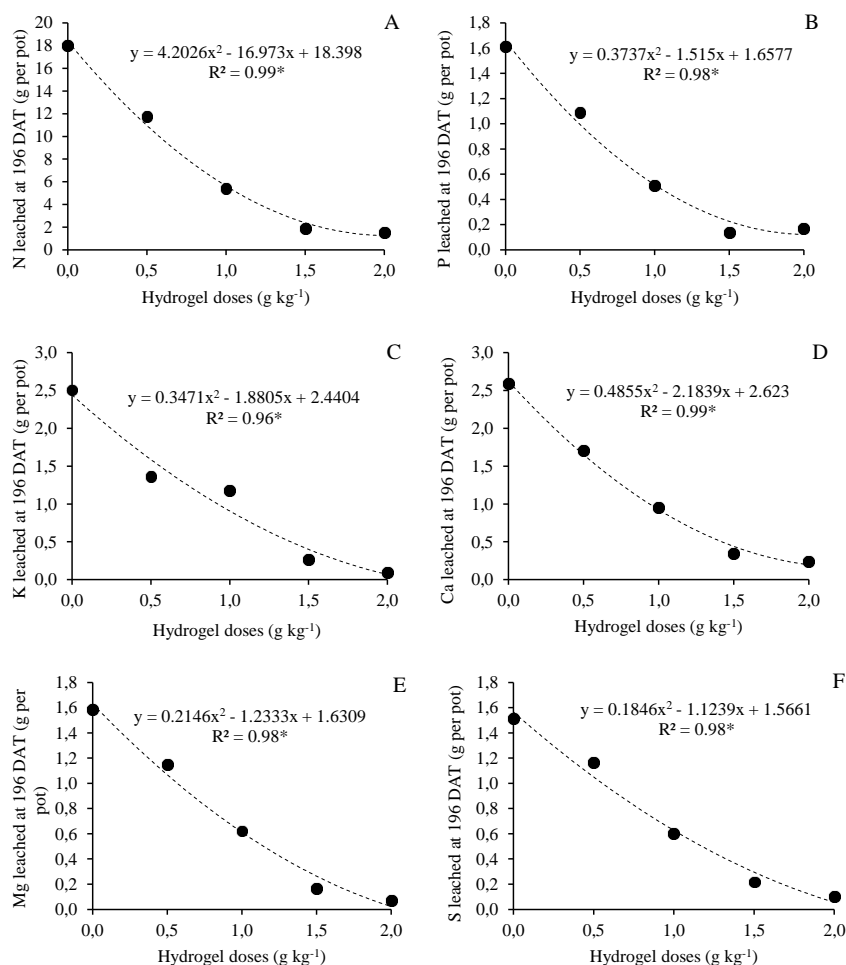 A
y = 4.2026x² - 16.973x + 18.398
R² = 0.99*
N leached at 196 DAT (g per pot)
20
18
16
14
12
10
8
6
4
2
0
0,0 0,5 1,0 1,5 2,0
Hydrogel doses (g kg⁻¹)
B
y = 0.3737x² - 1.515x + 1.6577
R² = 0.98*
P leached at 196 DAT (g per pot)
1,8
1,6
1,4
1,2
1,0
0,8
0,6
0,4
0,2
0,0
0,0 0,5 1,0 1,5 2,0
Hydrogel doses (g kg⁻¹)
C
y = 0.3471x² - 1.8805x + 2.4404
R² = 0.96*
K leached at 196 DAT (g per pot)
3,0
2,5
2,0
1,5
1,0
0,5
0,0
0,0 0,5 1,0 1,5 2,0
Hydrogel doses (g kg⁻¹)
D
y = 0.4855x² - 2.1839x + 2.623
R² = 0.99*
Ca leached at 196 DAT (g per pot)
3,0
2,5
2,0
1,5
1,0
0,5
0,0
0,0 0,5 1,0 1,5 2,0
Hydrogel doses (g kg⁻¹)
E
y = 0.2146x² - 1.2333x + 1.6309
R² = 0.98*
Mg leached at 196 DAT (g per
pot)
1,8
1,6
1,4
1,2
1,0
0,8
0,6
0,4
0,2
0,0
0,0 0,5 1,0 1,5 2,0
Hydrogel doses (g kg⁻¹)
F
y = 0.1846x² - 1.1239x + 1.5661
R² = 0.98*
S leached at 196 DAT (g per pot)
1,8
1,6
1,4
1,2
1,0
0,8
0,6
0,4
0,2
0,0
0,0 0,5 1,0 1,5 2,0
Hydrogel doses (g kg⁻¹)